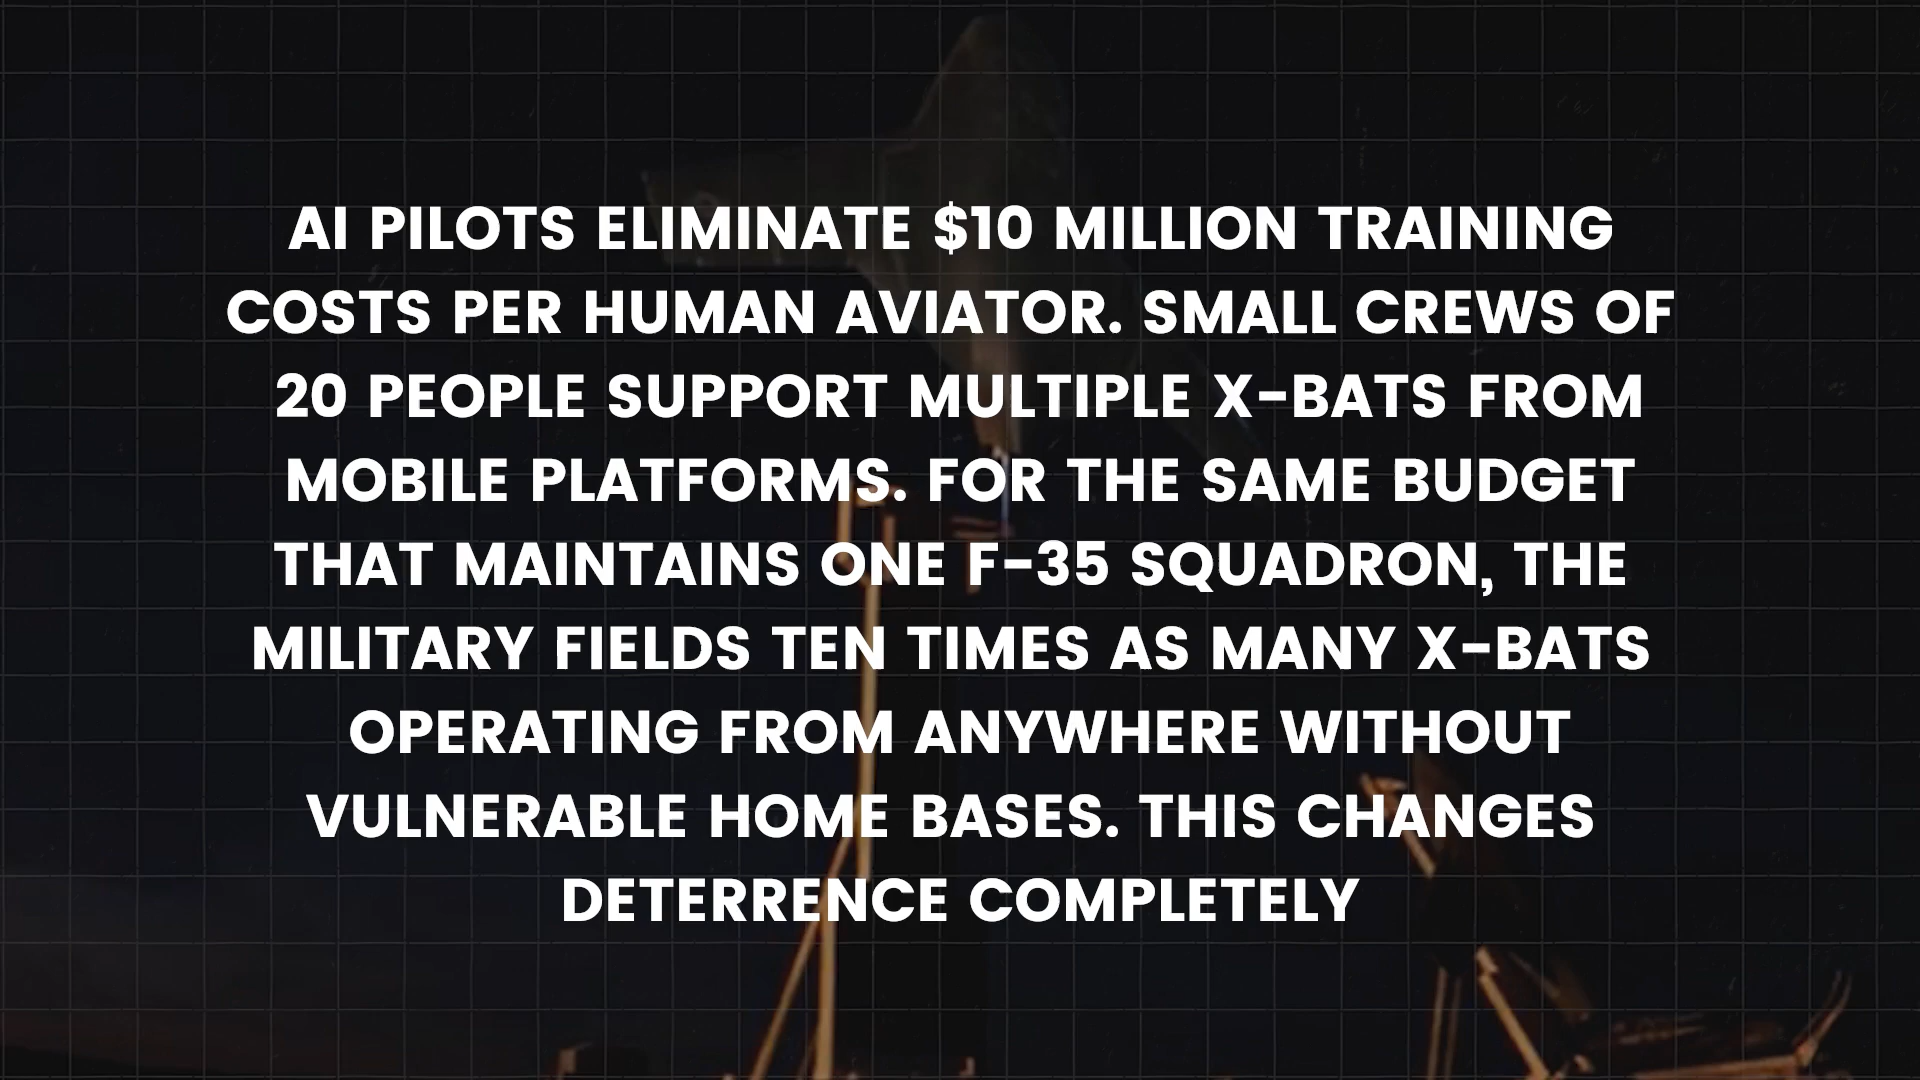 AI PILOTS ELIMINATE $10 MILLION TRAINING
COSTS PER HUMAN AVIATOR. SMALL CREWS OF
20 PEOPLE SUPPORT MULTIPLE X-BATS FROM
MOBILE PLATFORMS. FOR THE SAME BUDGET
THAT MAINTAINS ONE F-35 SQUADRON, THE
MILITARY FIELDS TEN TIMES AS MANY X-BATS
OPERATING FROM ANYWHERE WITHOUT
VULNERABLE HOME BASES. THIS CHANGES
DETERRENCE COMPLETELY